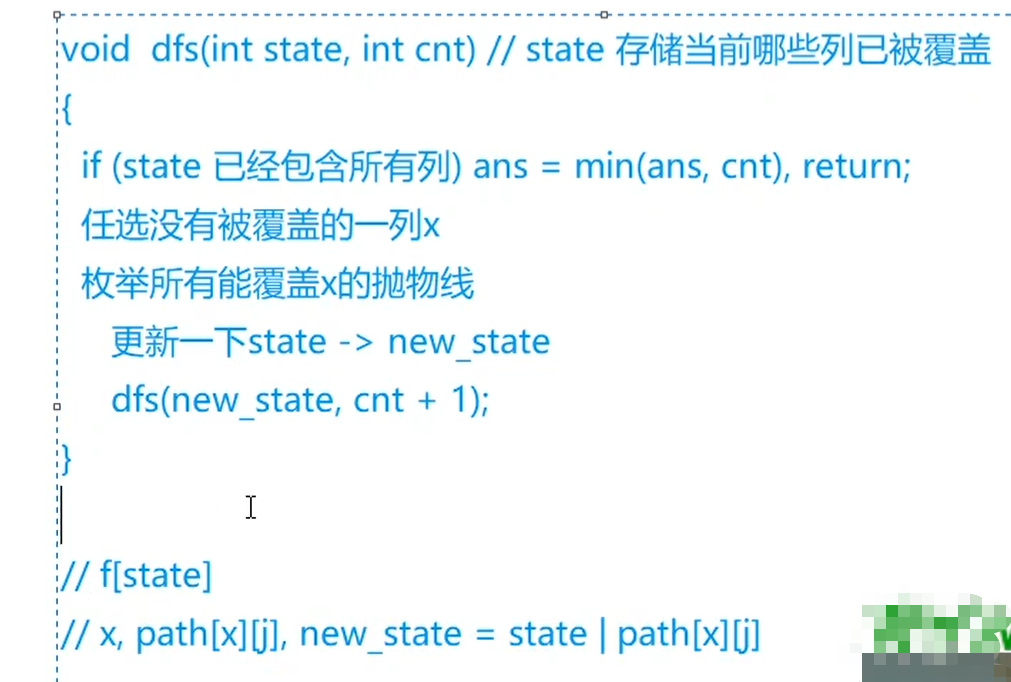 void dfs(int state, int cnt) // state 存储当前哪些列已被覆盖
{
if (state 已经包含所有列) ans = min(ans, cnt), return;
任选没有被覆盖的一列x
枚举所有能覆盖x的抛物线
更新一下state -> new_state
dfs(new_state, cnt + 1);
}
// f[state]
// x, path[x][j], new_state = state | path[x][j]